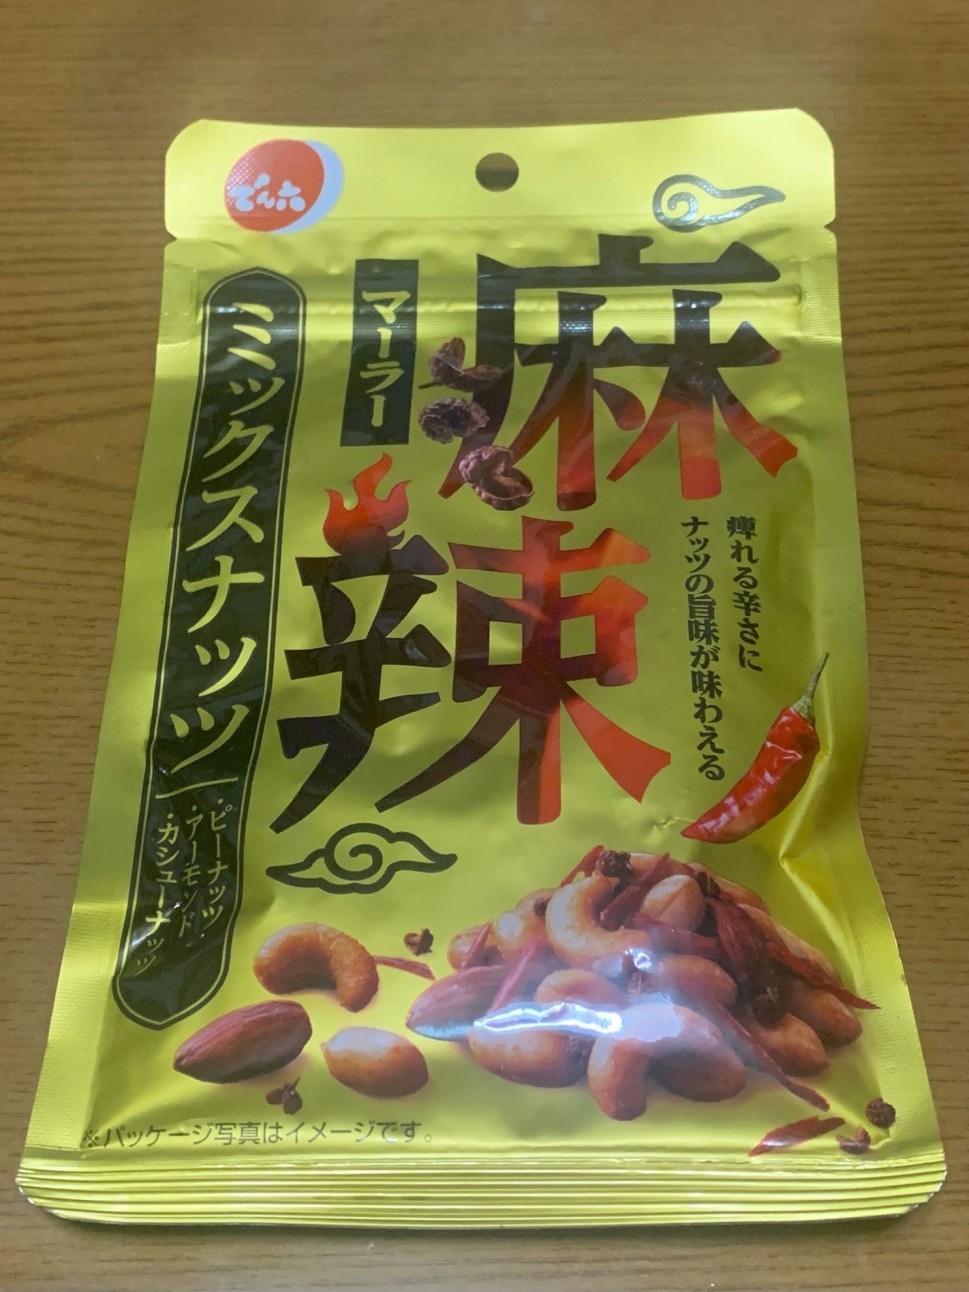 でん六
麻辣
マーラー
痺れる辛さに
ナッツの旨味が味わえる
ミックスナッツ
・ピーナッツ
・アーモンド
・カシューナッツ
※パッケージ写真はイメージです。